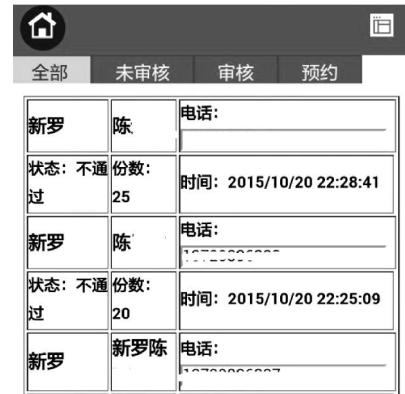 全部 未审核 审核 预约
新罗 陈 电话：
状态：不通过 份数：25 时间：2015/10/20 22:28:41
新罗 陈 电话：
状态：不通过 份数：20 时间：2015/10/20 22:25:09
新罗 新罗陈 电话：